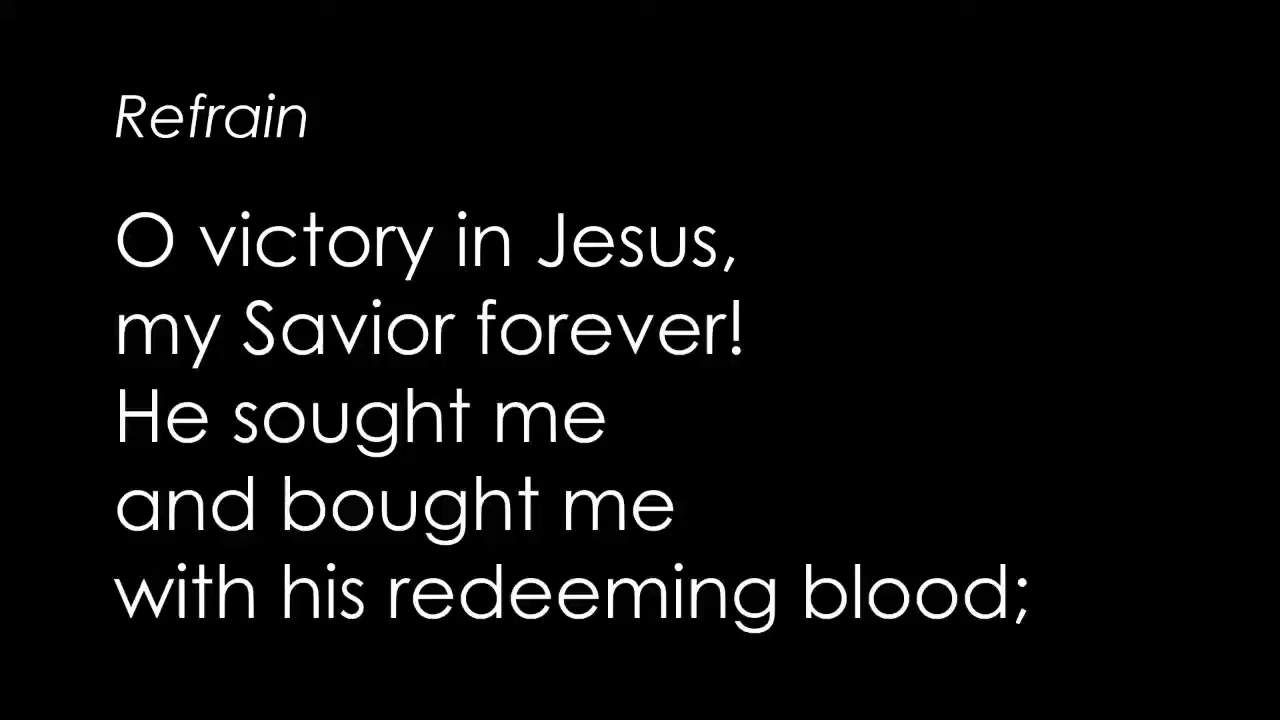 Refrain
O victory in Jesus,
my Savior forever!
He sought me
and bought me
with his redeeming blood;